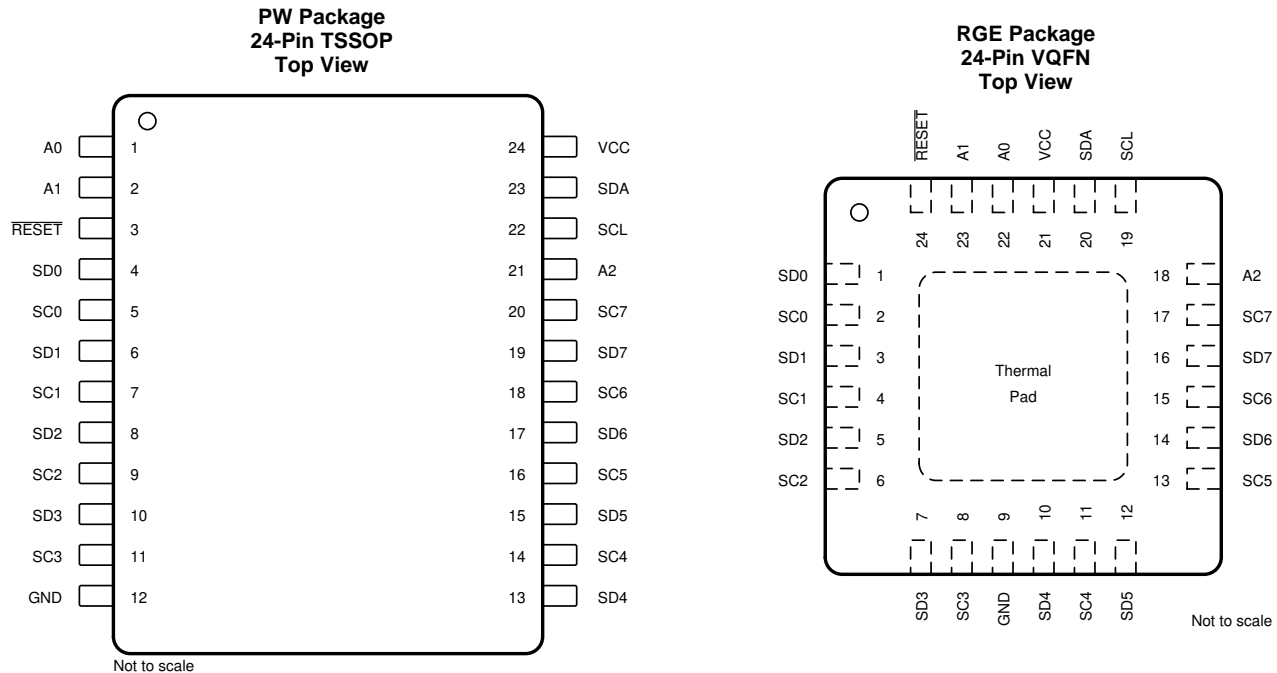 PW Package
24-Pin TSSOP
Top View
A0 1 24 VCC
A1 2 23 SDA
RESET 3 22 SCL
SD0 4 21 A2
SC0 5 20 SC7
SD1 6 19 SD7
SC1 7 18 SC6
SD2 8 17 SD6
SC2 9 16 SC5
SD3 10 15 SD5
SC3 11 14 SC4
GND 12 13 SD4
Not to scale
RGE Package
24-Pin VQFN
Top View
RESET A1 A0 VCC SDA SCL
24 23 22 21 20 19
SD0 1 18 A2
SC0 2 17 SC7
SD1 3 16 SD7
Thermal
SC1 4 15 SC6
Pad
SD2 5 14 SD6
SC2 6 13 SC5
7 8 9 10 11 12
SD3 SC3 GND SD4 SC4 SD5
Not to scale